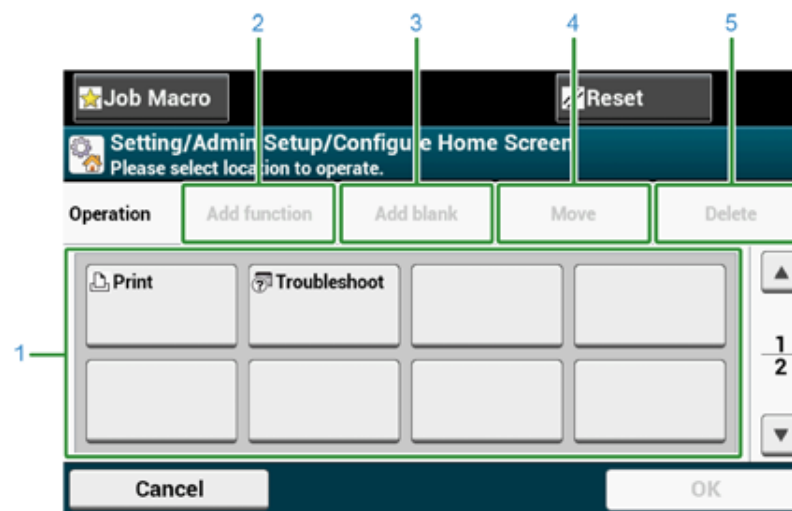 2 3 4 5
Job Macro Reset
Setting/Admin Setup/Configure Home Screen
Please select location to operate.
Operation Add function Add blank Move Delete
Print Troubleshoot
1
1
2
Cancel OK